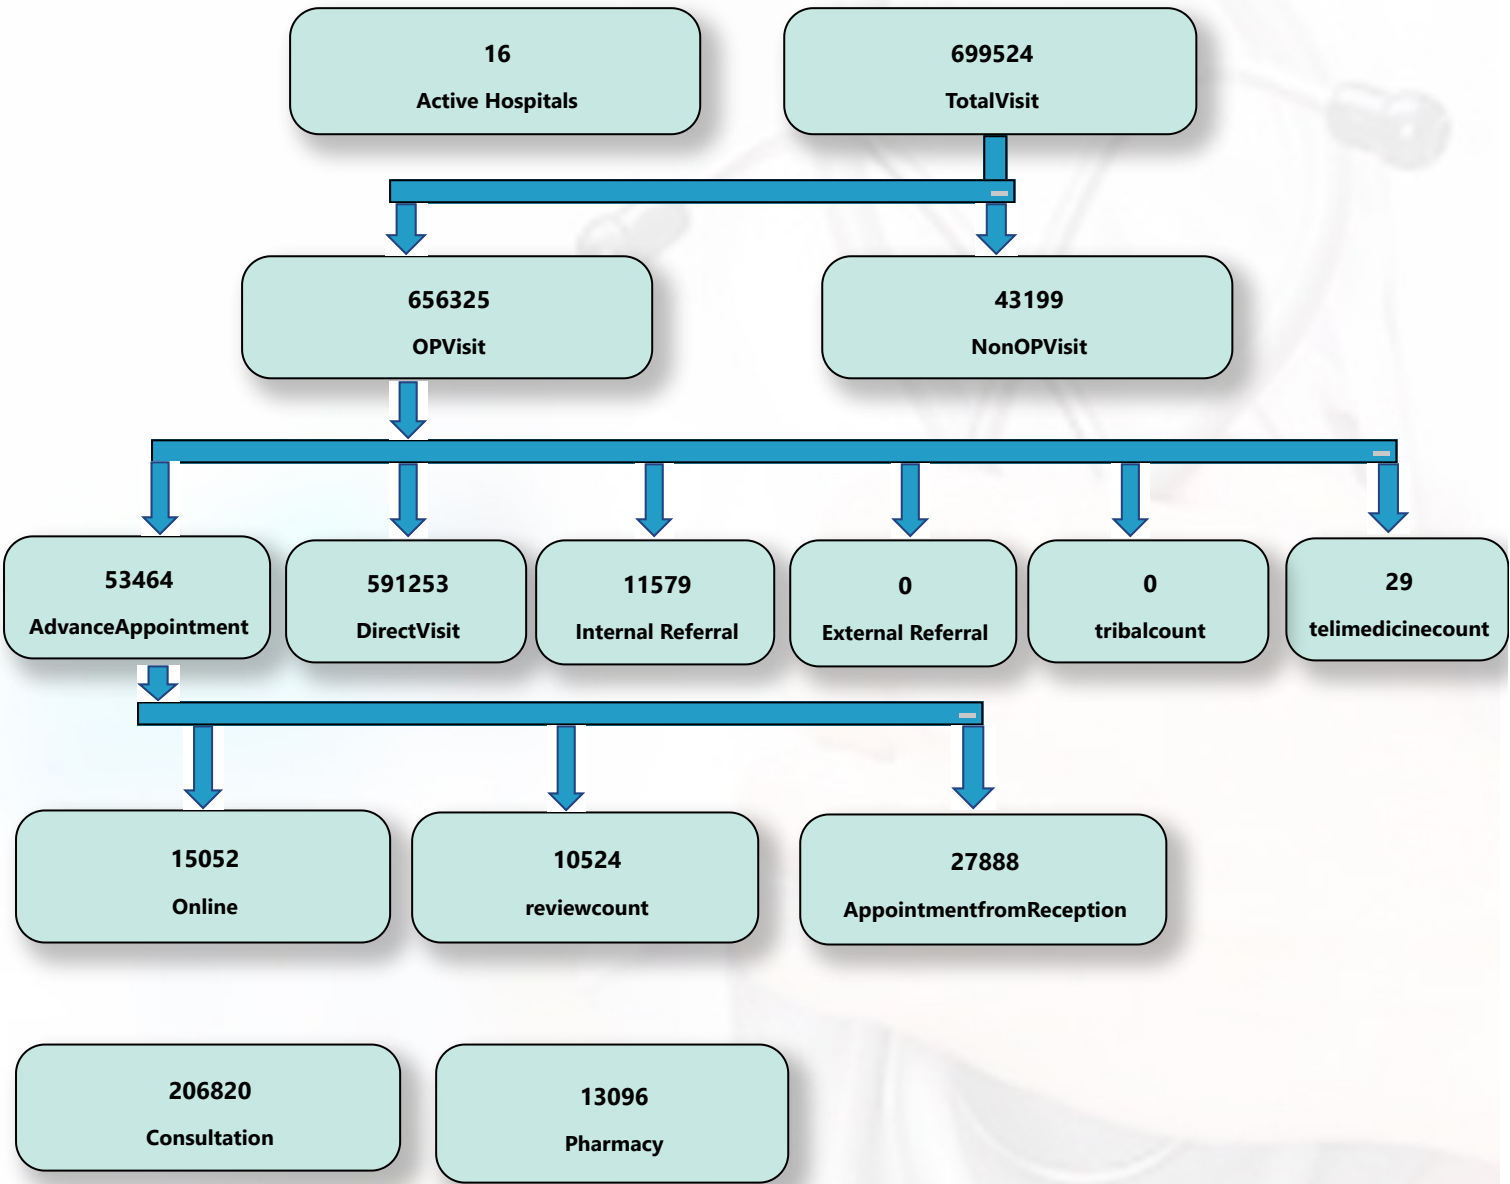 16
Active Hospitals
699524
TotalVisit
656325
OPVisit
43199
NonOPVisit
53464
AdvanceAppointment
591253
DirectVisit
11579
Internal Referral
0
External Referral
0
tribalcount
29
telimedicinecount
15052
Online
10524
reviewcount
27888
AppointmentfromReception
206820
Consultation
13096
Pharmacy